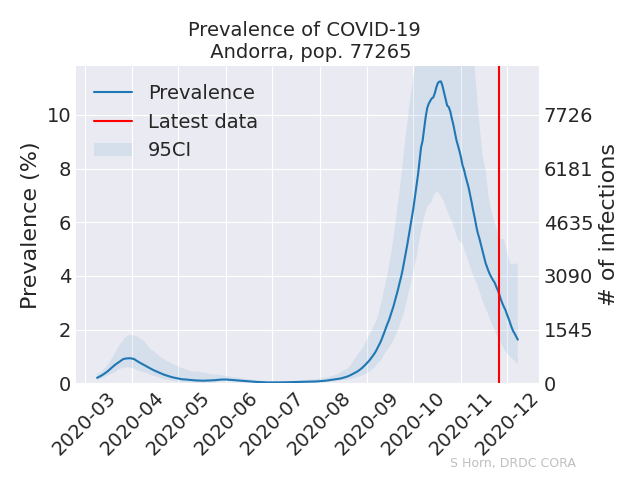 Prevalence of COVID-19
Andorra, pop. 77265
Prevalence
Latest data
95CI
Prevalence (%)
10
8
6
4
2
0
7726
6181
4635
3090
1545
0
# of infections
2020-03
2020-04
2020-05
2020-06
2020-07
2020-08
2020-09
2020-10
2020-11
2020-12
S Horn, DRDC CORA